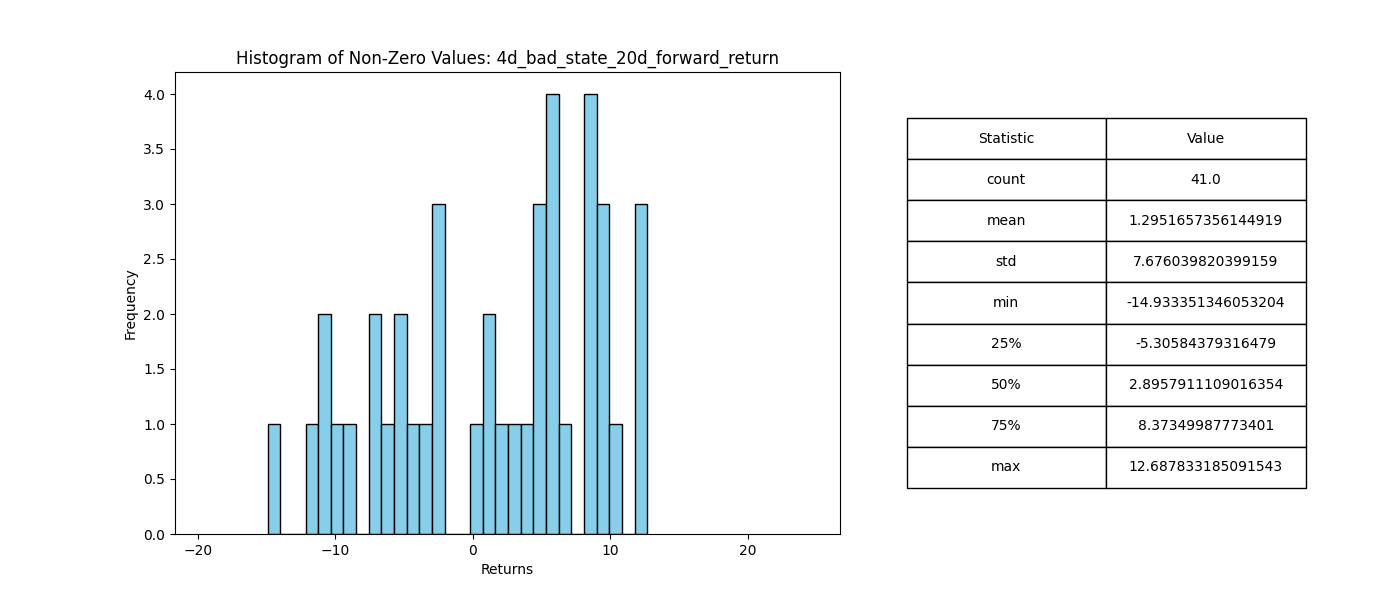 Histogram of Non-Zero Values: 4d_bad_state_20d_forward_return
4.0
3.5
3.0
2.5
2.0
1.5
1.0
0.5
0.0
Frequency
−20
−10
0
10
20
Returns
Statistic Value
count 41.0
mean 1.2951657356144919
std 7.676039820399159
min -14.933351346053204
25% -5.30584379316479
50% 2.8957911109016354
75% 8.37349987773401
max 12.687833185091543